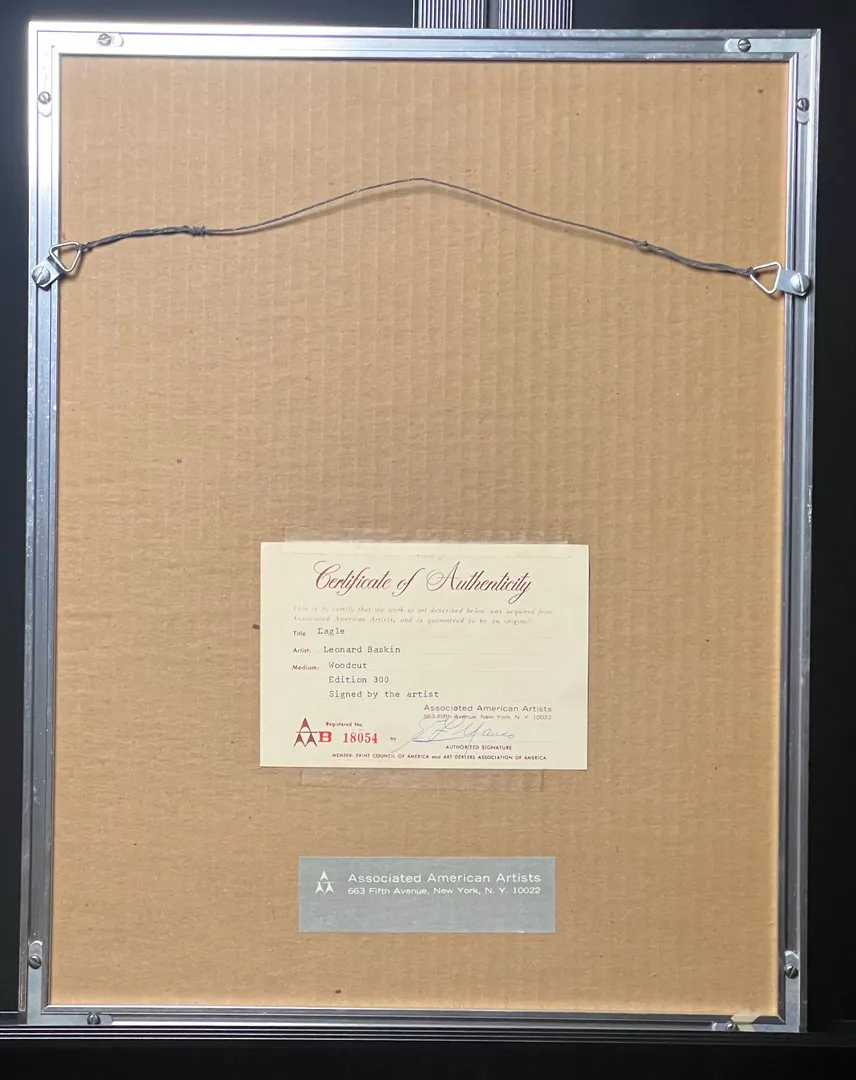 Certificate of Authenticity
This is to certify that the work of art described below was acquired from
Associated American Artists, and is guaranteed to be an original
Title Eagle
Artist: Leonard Baskin
Medium: Woodcut
Edition 300
Signed by the artist
Associated American Artists
663 Fifth Avenue New York, N. Y. 10022
Registered No.
B 18054 by
AUTHORIZED SIGNATURE
MEMBER: PRINT COUNCIL OF AMERICA and ART DEALERS ASSOCIATION OF AMERICA
Associated American Artists
663 Fifth Avenue, New York, N. Y. 10022